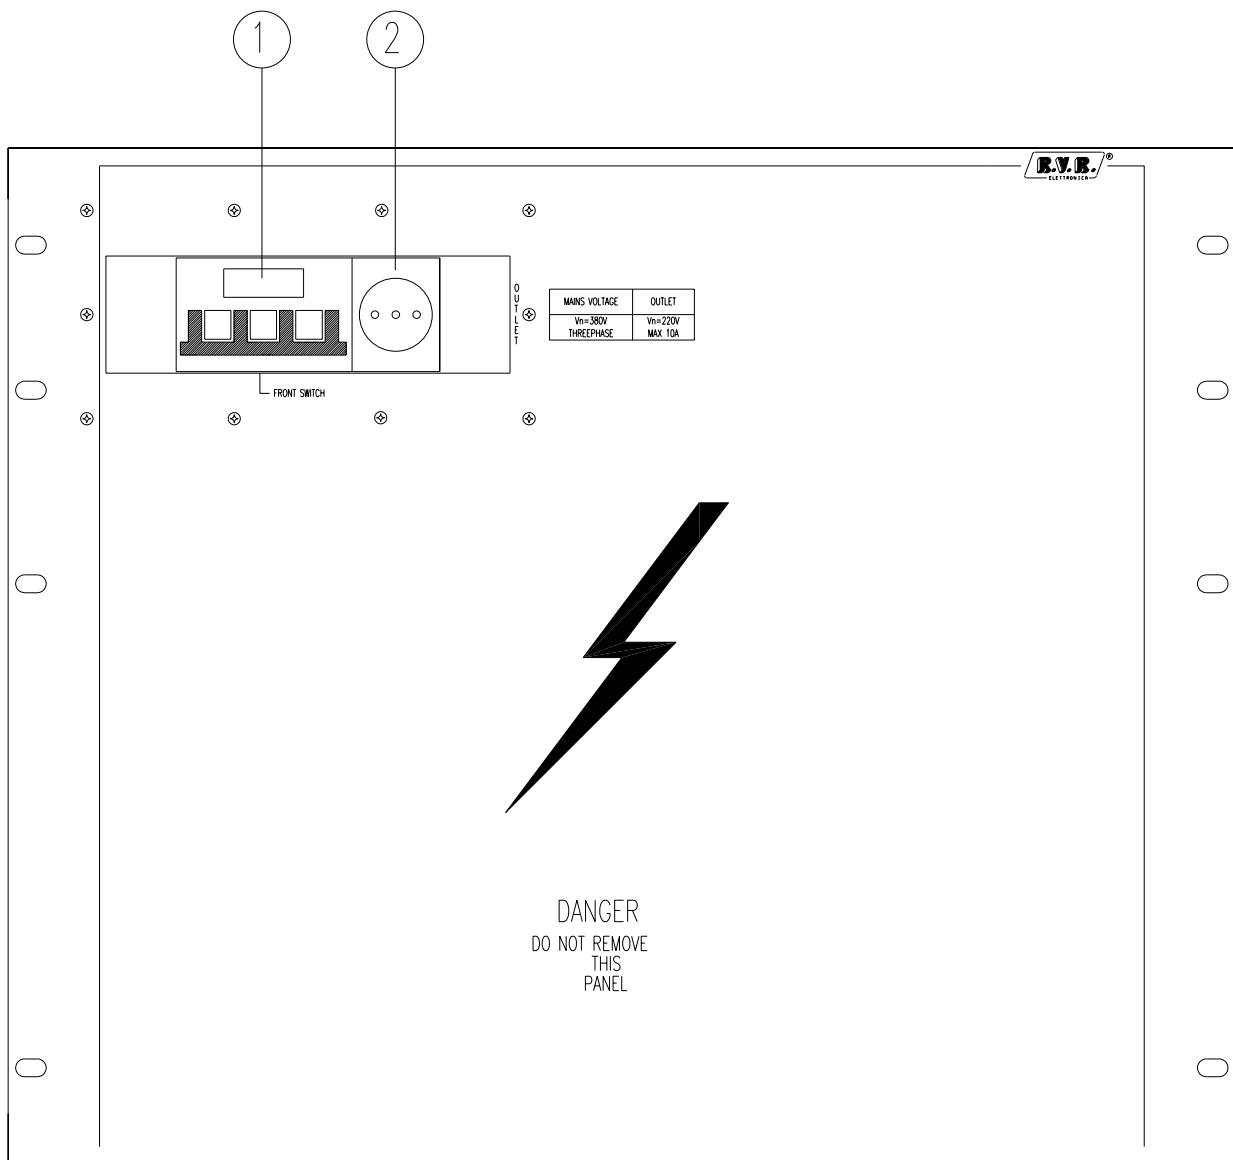 1
2
R.V.R.®
ELETTRONICA
OUTLET
MAINS VOLTAGE OUTLET
Vn=380V Vn=220V
THREEPHASE MAX 10A
FRONT SWITCH
DANGER
DO NOT REMOVE
THIS
PANEL